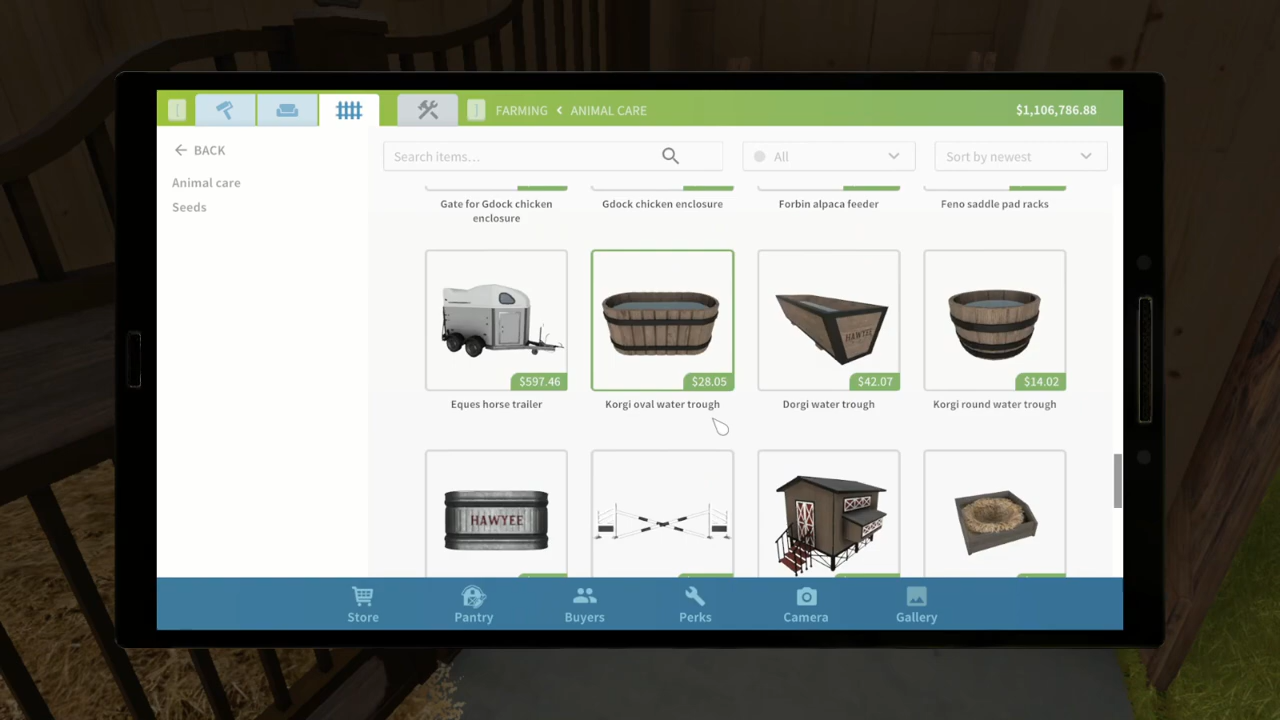 FARMING < ANIMAL CARE
$1,106,786.88
BACK
Search items...
All
Sort by newest
Animal care
Seeds
Gate for Gdock chicken
enclosure
Gdock chicken enclosure
Forbin alpaca feeder
Feno saddle pad racks
HAWYEE
$597.46
$28.05
$42.07
$14.02
Eques horse trailer
Korgi oval water trough
Dorgi water trough
Korgi round water trough
HAWYEE
Store
Pantry
Buyers
Perks
Camera
Gallery